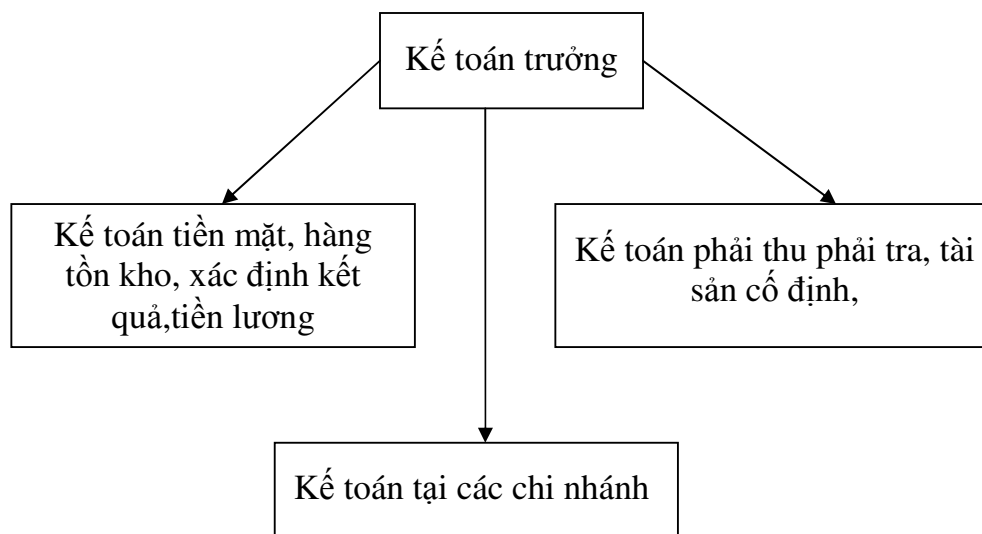 Kế toán trưởng
Kế toán tiền mặt, hàng
tồn kho, xác định kết
quả,tiền lương
Kế toán phải thu phải tra, tài
sản cố định,
Kế toán tại các chi nhánh